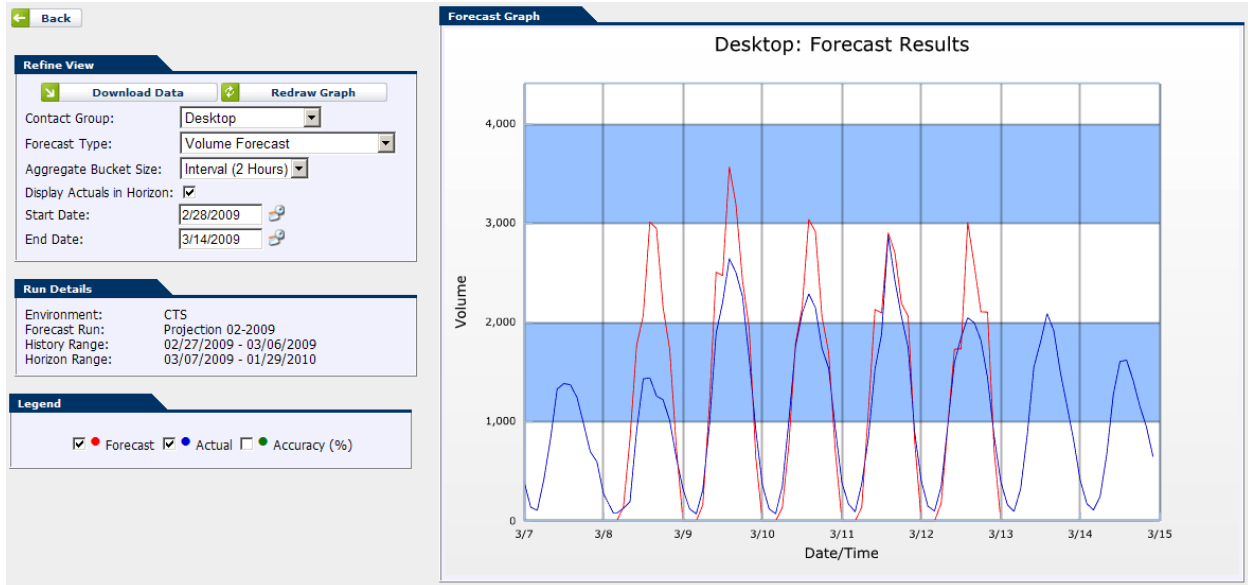 Back
Refine View
Download Data
Redraw Graph
Contact Group: Desktop
Forecast Type: Volume Forecast
Aggregate Bucket Size: Interval (2 Hours)
Display Actuals in Horizon:
Start Date: 2/28/2009
End Date: 3/14/2009
Run Details
Environment: CTS
Forecast Run: Projection 02-2009
History Range: 02/27/2009 - 03/06/2009
Horizon Range: 03/07/2009 - 01/29/2010
Legend
Forecast Actual Accuracy (%)
Forecast Graph
Desktop: Forecast Results
Volume
4,000
3,000
2,000
1,000
0
3/7 3/8 3/9 3/10 3/11 3/12 3/13 3/14 3/15
Date/Time